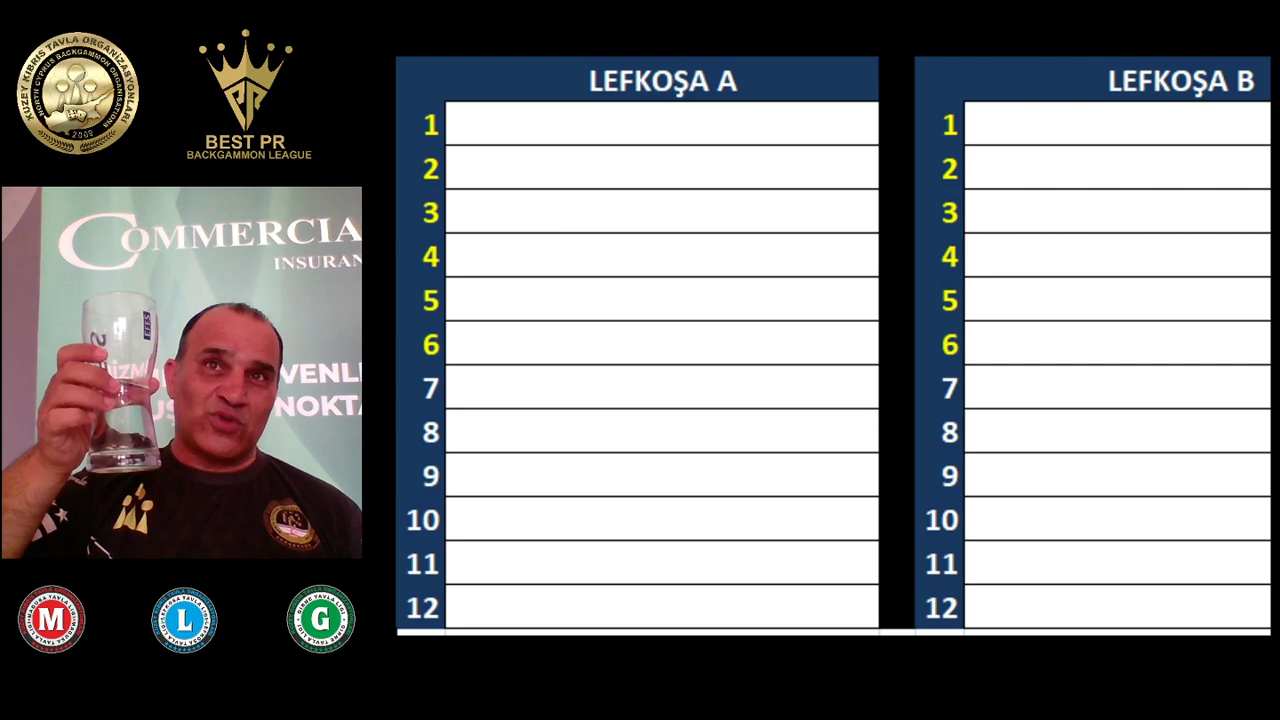 KUZEY KIBRIS TAVLA ORGANİZASYONLARI
NORTH CYPRUS BACKGAMMON ORGANISATIONS
2009
BEST PR
BACKGAMMON LEAGUE
COMMERCIA
INSURAN
EFES
VENLİ
NOKTA
M
L
G
LEFKOŞA A
1
2
3
4
5
6
7
8
9
10
11
12
LEFKOŞA B
1
2
3
4
5
6
7
8
9
10
11
12